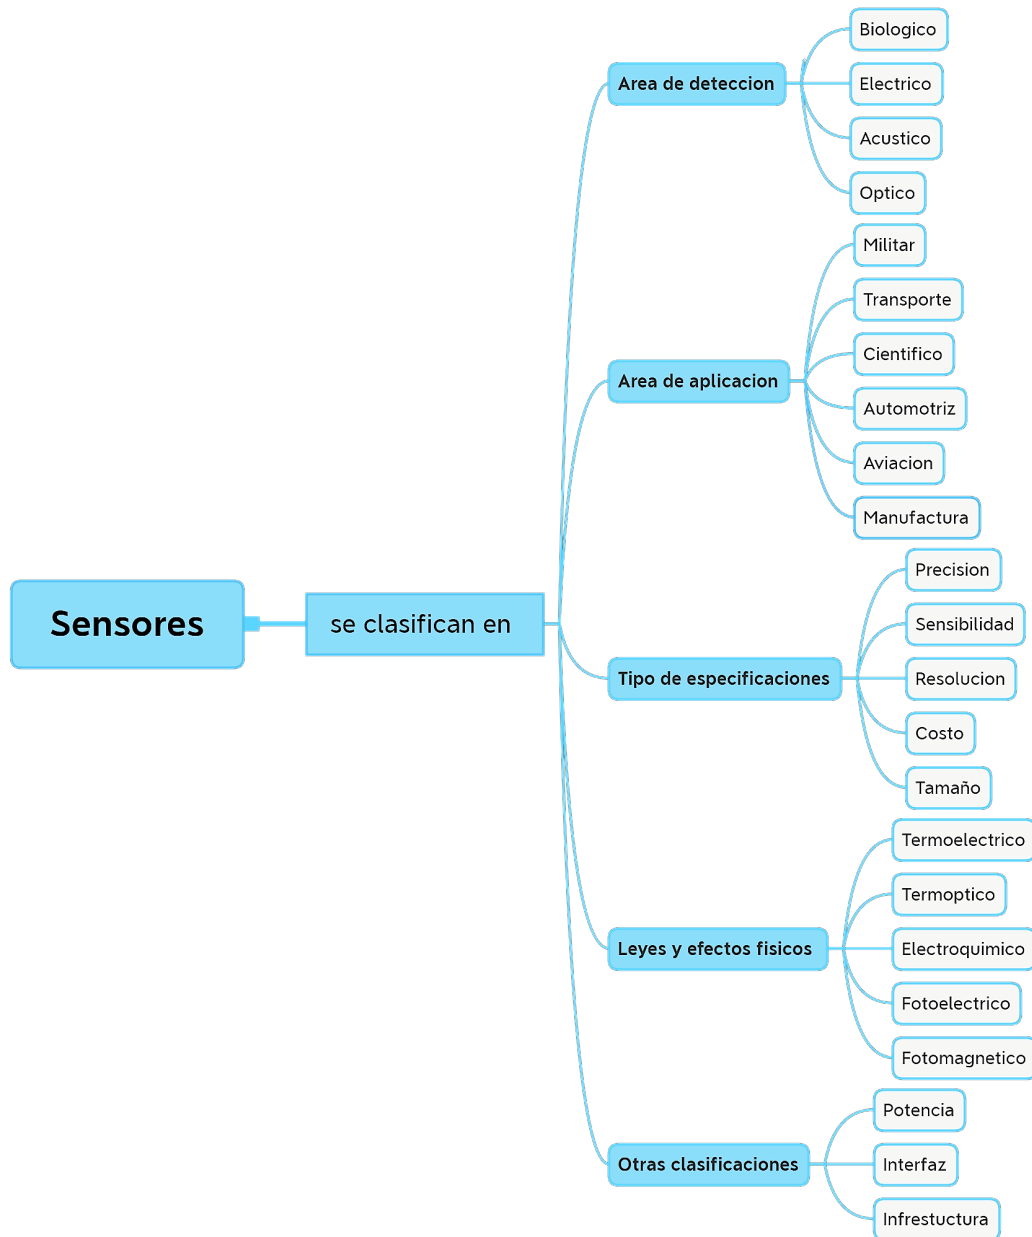 Sensores
se clasifican en
Area de deteccion
Biologico
Electrico
Acustico
Optico
Area de aplicacion
Militar
Transporte
Cientifico
Automotriz
Aviacion
Manufactura
Tipo de especificaciones
Precision
Sensibilidad
Resolucion
Costo
Tamaño
Leyes y efectos fisicos
Termoelectrico
Termoptico
Electroquimico
Fotoelectrico
Fotomagnetico
Otras clasificaciones
Potencia
Interfaz
Infrestuctura